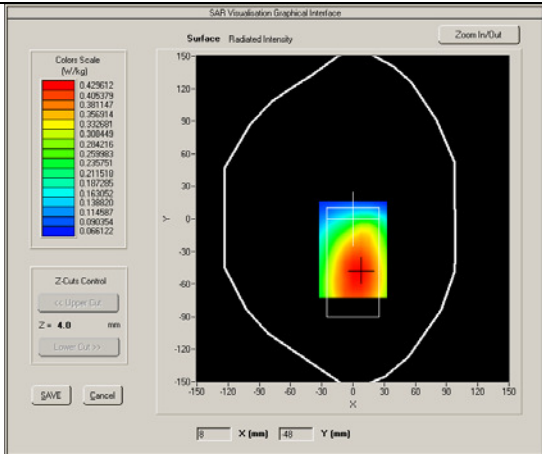 SAR Visualisation Graphical Interface
Surface Radiated Intensity
Zoom In/Out
Colors Scale
(W/kg)
0.429612
0.405379
0.381147
0.356914
0.332681
0.308449
0.284216
0.259983
0.235751
0.211518
0.187285
0.163052
0.138820
0.114587
0.090354
0.066122
Z-Cuts Control
<< Upper Cut
Z = 4.0 mm
Lower Cut >>
SAVE Cancel
150-
120-
90-
60-
30-
Y 0-
-30-
-60-
-90-
-120-
-150-
-150 -120 -90 -60 -30 0 30 60 90 120 150
X
8 X (mm) -48 Y (mm)